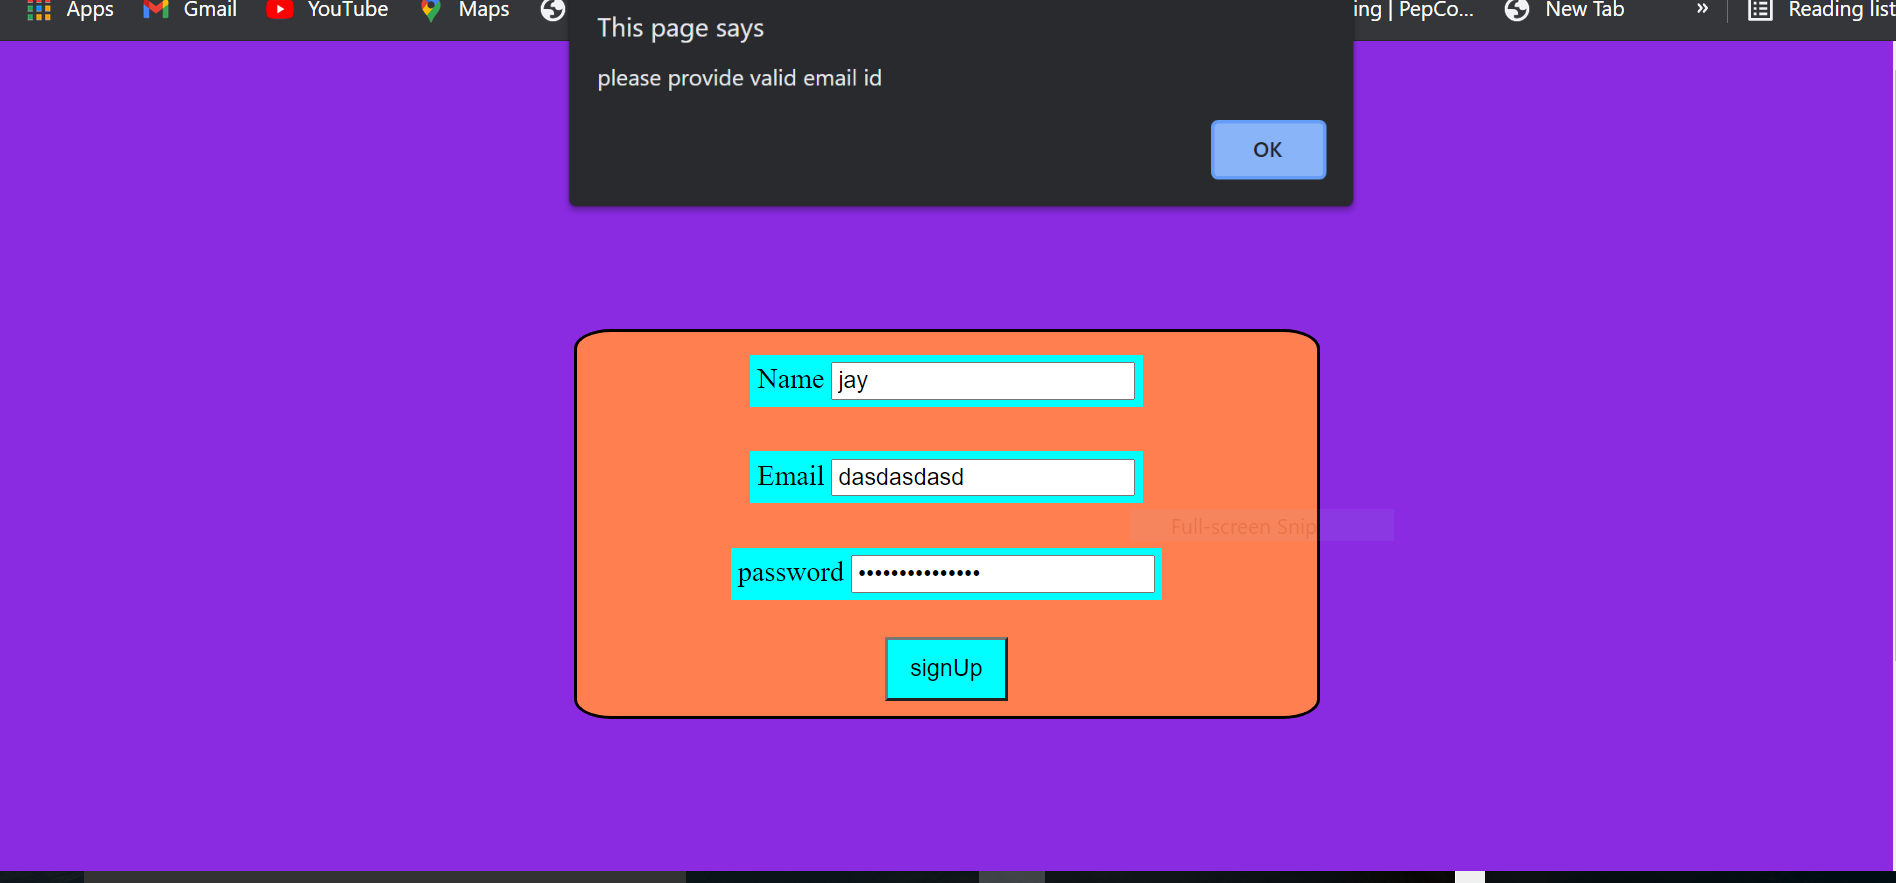 Apps Gmail YouTube Maps ing | PepCo... New Tab » Reading list
This page says
please provide valid email id
OK
Name jay
Email dasdasdasd
Full-screen Snip
password •••••••••••••••
signUp